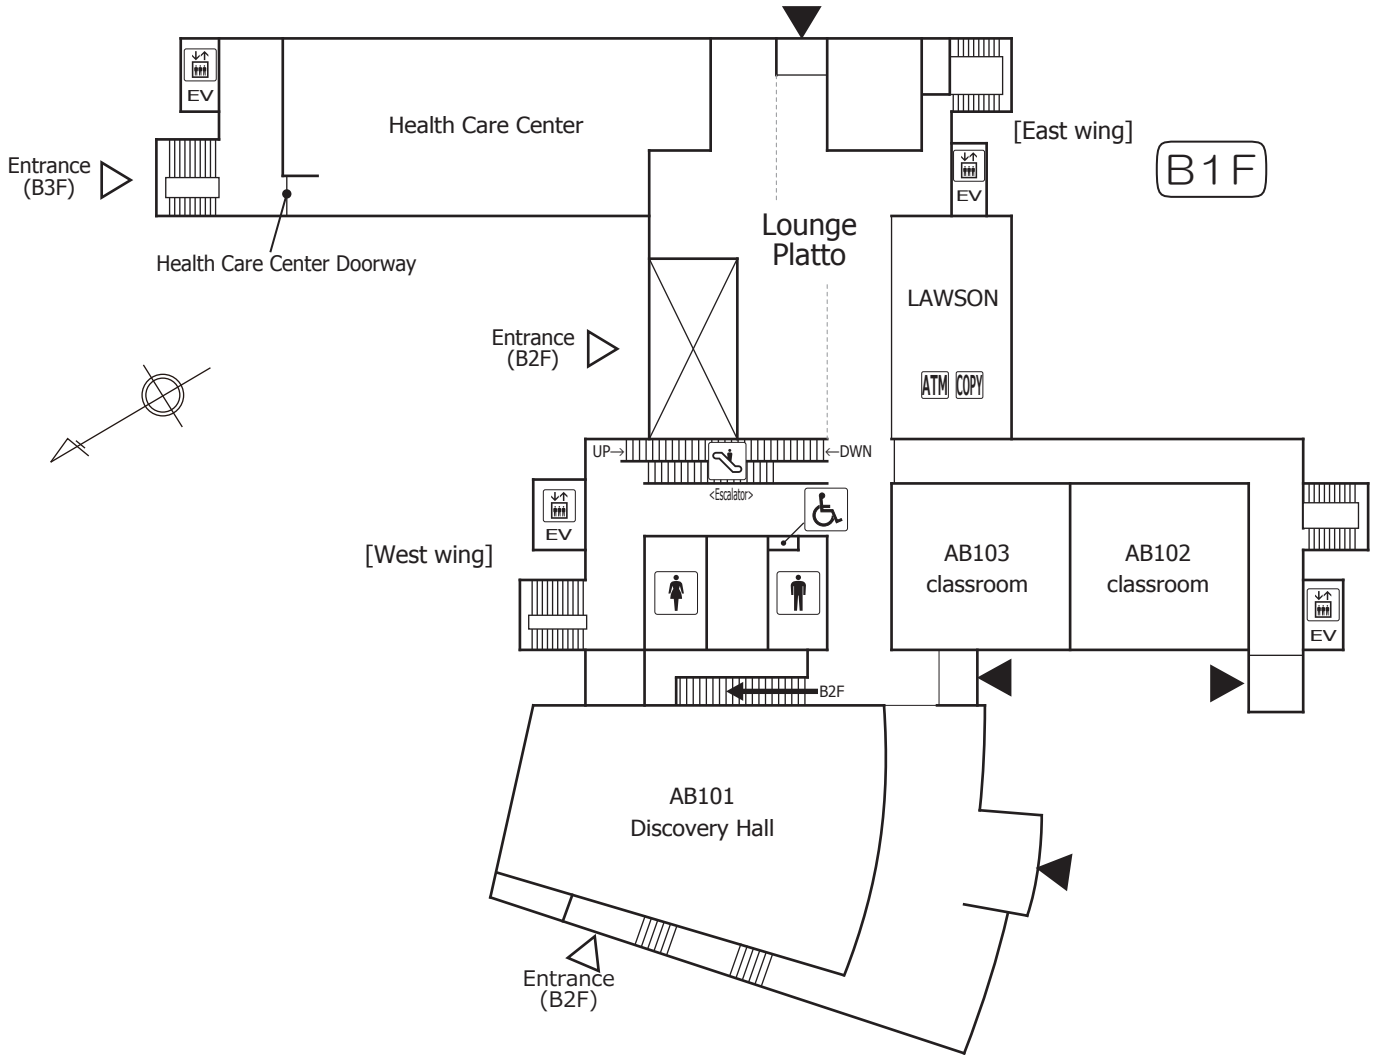 EV
Health Care Center
[East wing]
B1F
Entrance
(B3F)
EV
Lounge
Platto
Health Care Center Doorway
LAWSON
Entrance
(B2F)
ATM COPY
UP
DWN
<Escalator>
EV
[West wing]
AB103
classroom
AB102
classroom
EV
B2F
AB101
Discovery Hall
Entrance
(B2F)